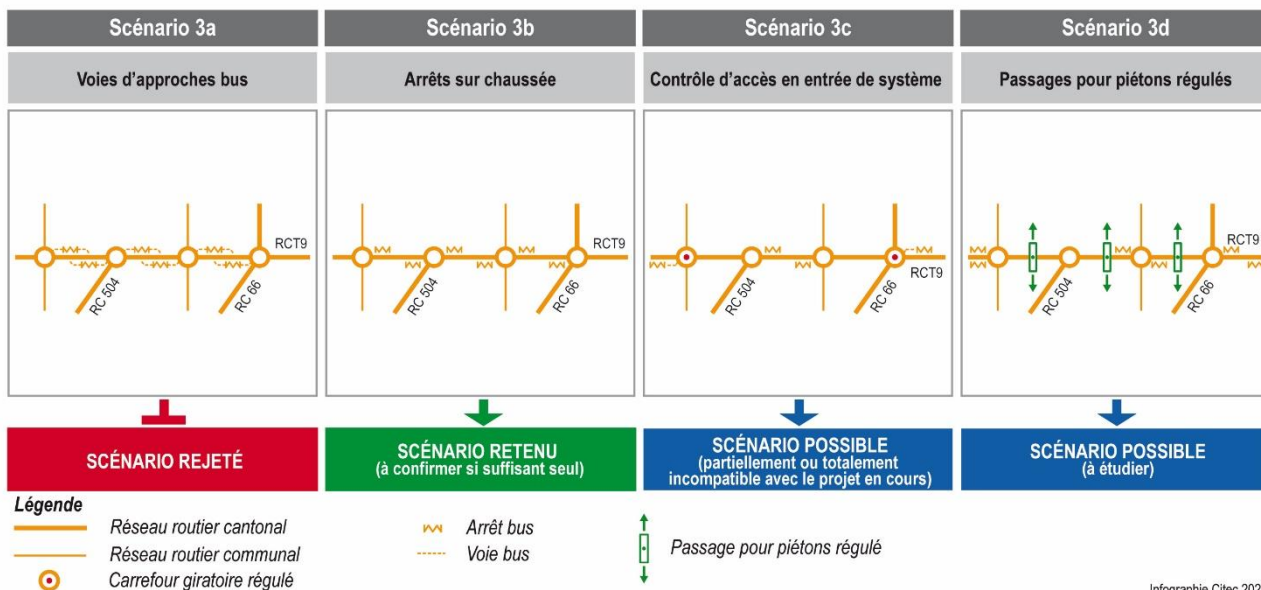 Scénario 3a
Voies d'approches bus
RCT9
RC 504
RC 66
SCÉNARIO REJETÉ
Scénario 3b
Arrêts sur chaussée
RCT9
RC 504
RC 66
SCÉNARIO RETENU
(à confirmer si suffisant seul)
Scénario 3c
Contrôle d'accès en entrée de système
RCT9
RC 504
RC 66
SCÉNARIO POSSIBLE
(partiellement ou totalement
incompatible avec le projet en cours)
Scénario 3d
Passages pour piétons régulés
RCT9
RC 504
RC 66
SCÉNARIO POSSIBLE
(à étudier)
Légende
Réseau routier cantonal
Réseau routier communal
Carrefour giratoire régulé
Arrêt bus
Voie bus
Passage pour piétons régulé
Infographie Citec